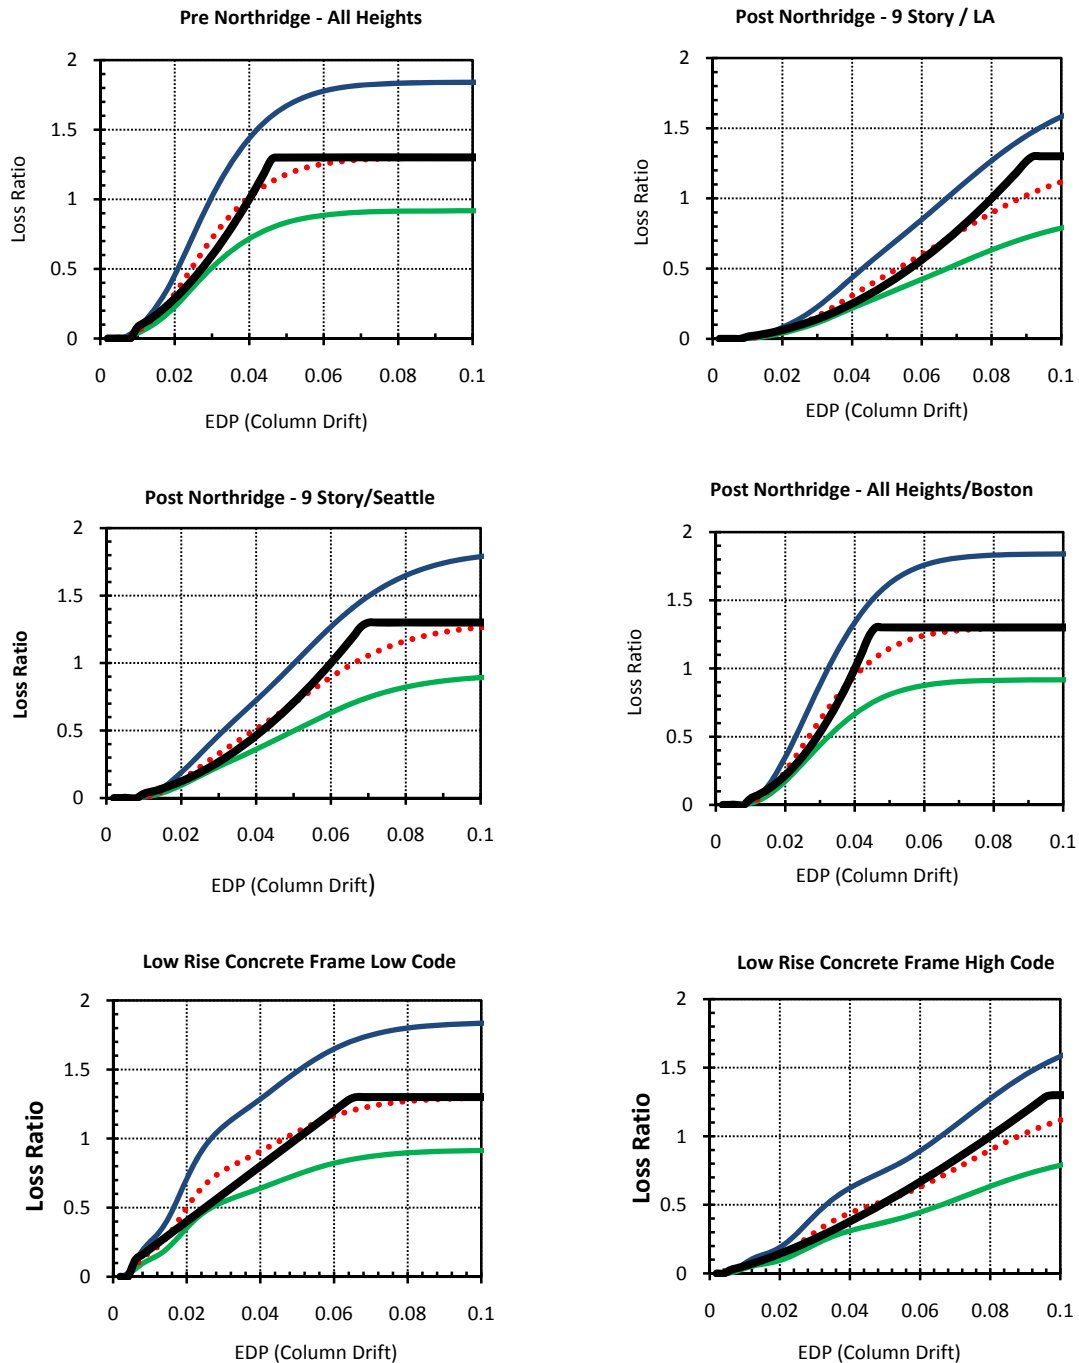 Pre Northridge - All Heights
2
1.5
1
0.5
0
Loss Ratio
0 0.02 0.04 0.06 0.08 0.1
EDP (Column Drift)
Post Northridge - 9 Story / LA
2
1.5
1
0.5
0
Loss Ratio
0 0.02 0.04 0.06 0.08 0.1
EDP (Column Drift)
Post Northridge - 9 Story/Seattle
2
1.5
1
0.5
0
Loss Ratio
0 0.02 0.04 0.06 0.08 0.1
EDP (Column Drift)
Post Northridge - All Heights/Boston
2
1.5
1
0.5
0
Loss Ratio
0 0.02 0.04 0.06 0.08 0.1
EDP (Column Drift)
Low Rise Concrete Frame Low Code
2
1.5
1
0.5
0
Loss Ratio
0 0.02 0.04 0.06 0.08 0.1
EDP (Column Drift)
Low Rise Concrete Frame High Code
2
1.5
1
0.5
0
Loss Ratio
0 0.02 0.04 0.06 0.08 0.1
EDP (Column Drift)